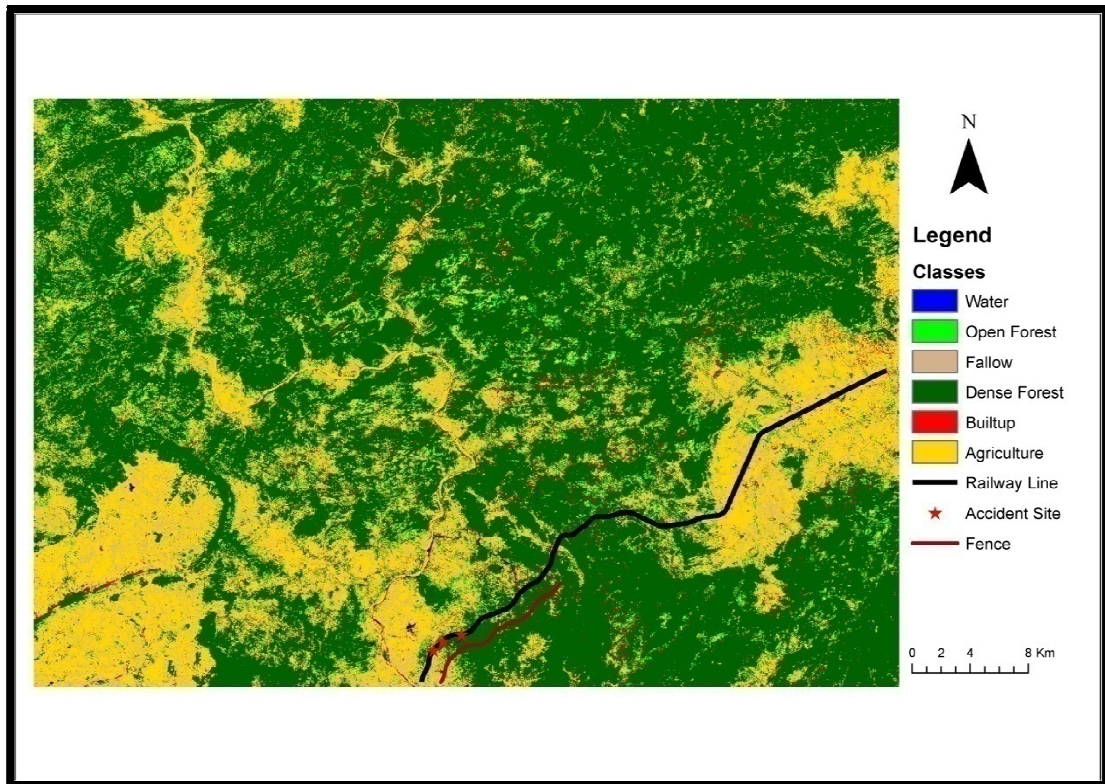 N
Legend
Classes
Water
Open Forest
Fallow
Dense Forest
Builtup
Agriculture
Railway Line
Accident Site
Fence
0 2 4 8 Km